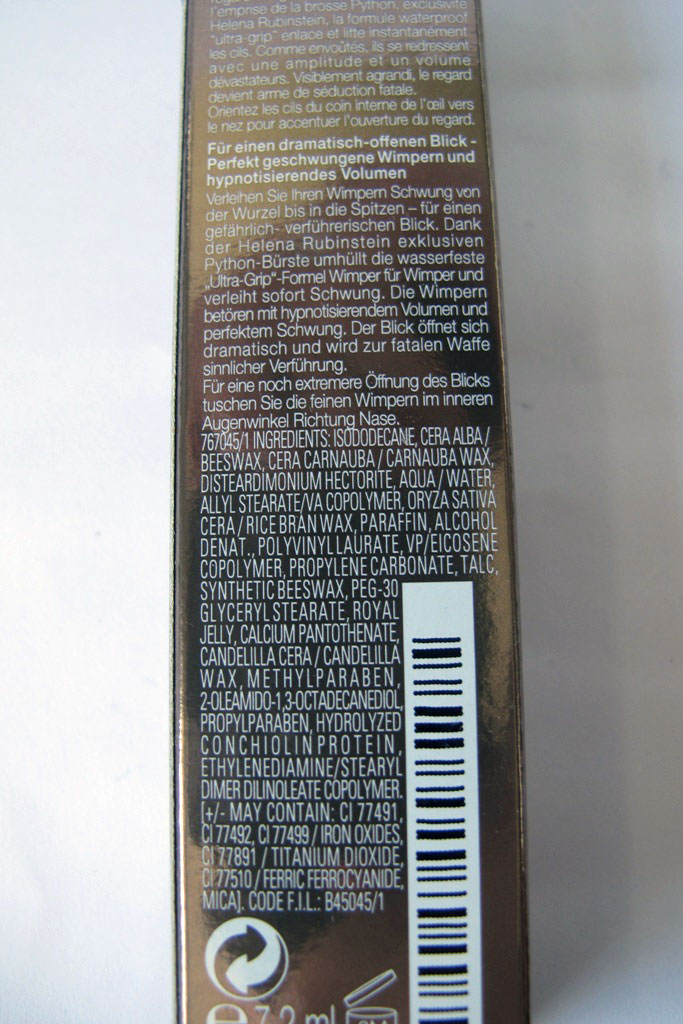 l'emprise de la brosse Python, exclusivité
Helena Rubinstein, la formule waterproof
"ultra-grip" enlace et lifte instantanément
les cils. Comme envoûtés, ils se redressent
avec une amplitude et un volume
dévastateurs. Visiblement agrandi, le regard
devient arme de séduction fatale.
Orientez les cils du coin interne de l'œil vers
le nez pour accentuer l'ouverture du regard.
Für einen dramatisch-offenen Blick -
Perfekt geschwungene Wimpern und
hypnotisierendes Volumen
Verleihen Sie Ihren Wimpern Schwung von
der Wurzel bis in die Spitzen – für einen
gefährlich- verführerischen Blick. Dank
der Helena Rubinstein exklusiven
Python-Bürste umhüllt die wasserfeste
„Ultra-Grip“-Formel Wimper für Wimper und
verleiht sofort Schwung. Die Wimpern
betören mit hypnotisierendem Volumen und
perfektem Schwung. Der Blick öffnet sich
dramatisch und wird zur fatalen Waffe
sinnlicher Verführung.
Für eine noch extremere Öffnung des Blicks
tuschen Sie die feinen Wimpern im inneren
Augenwinkel Richtung Nase.
767045/1 INGREDIENTS: ISODODECANE, CERA ALBA /
BEESWAX, CERA CARNAUBA / CARNAUBA WAX,
DISTEARDIMONIUM HECTORITE, AQUA / WATER,
ALLYL STEARATE/VA COPOLYMER, ORYZA SATIVA
CERA / RICE BRAN WAX, PARAFFIN, ALCOHOL
DENAT., POLYVINYL LAURATE, VP/EICOSENE
COPOLYMER, PROPYLENE CARBONATE, TALC,
SYNTHETIC BEESWAX, PEG-30
GLYCERYL STEARATE, ROYAL
JELLY, CALCIUM PANTOTHENATE,
CANDELILLA CERA / CANDELILLA
WAX, METHYLPARABEN,
2-OLEAMIDO-1,3-OCTADECANEDIOL,
PROPYLPARABEN, HYDROLYZED
CONCHIOLIN PROTEIN,
ETHYLENEDIAMINE/STEARYL
DIMER DILINOLEATE COPOLYMER.
[+/- MAY CONTAIN: CI 77491,
CI 77492, CI 77499 / IRON OXIDES,
CI 77891 / TITANIUM DIOXIDE,
CI 77510 / FERRIC FERROCYANIDE,
MICA]. CODE F.I.L.: B45045/1
e 7.2 ml